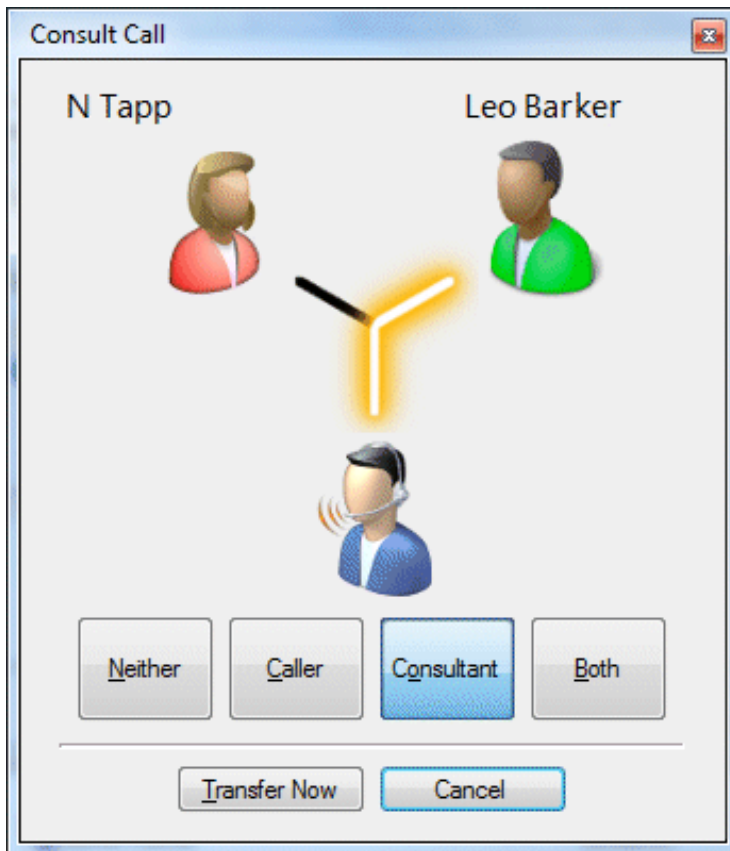 Consult Call
N Tapp Leo Barker
Neither Caller Consultant Both
Transfer Now Cancel